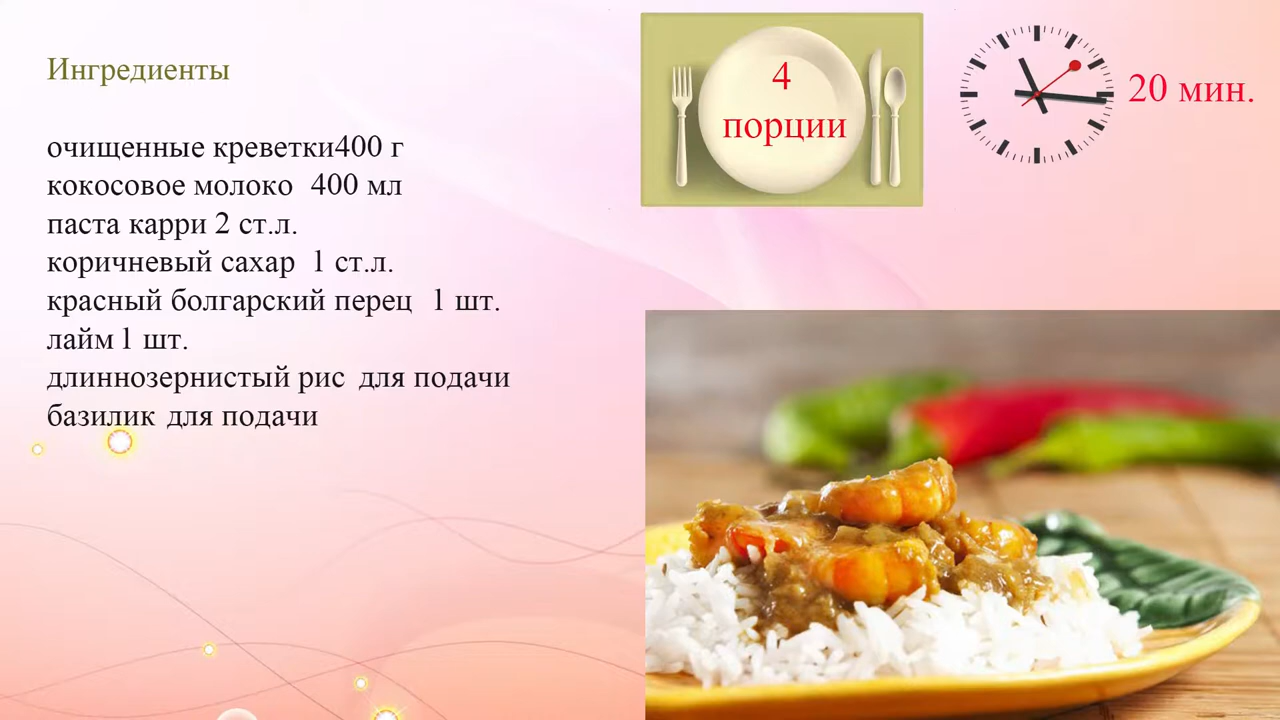 Ингредиенты
очищенные креветки400 г
кокосовое молоко 400 мл
паста карри 2 ст.л.
коричневый сахар 1 ст.л.
красный болгарский перец 1 шт.
лайм 1 шт.
длиннозернистый рис для подачи
базилик для подачи
4
порции
20 мин.